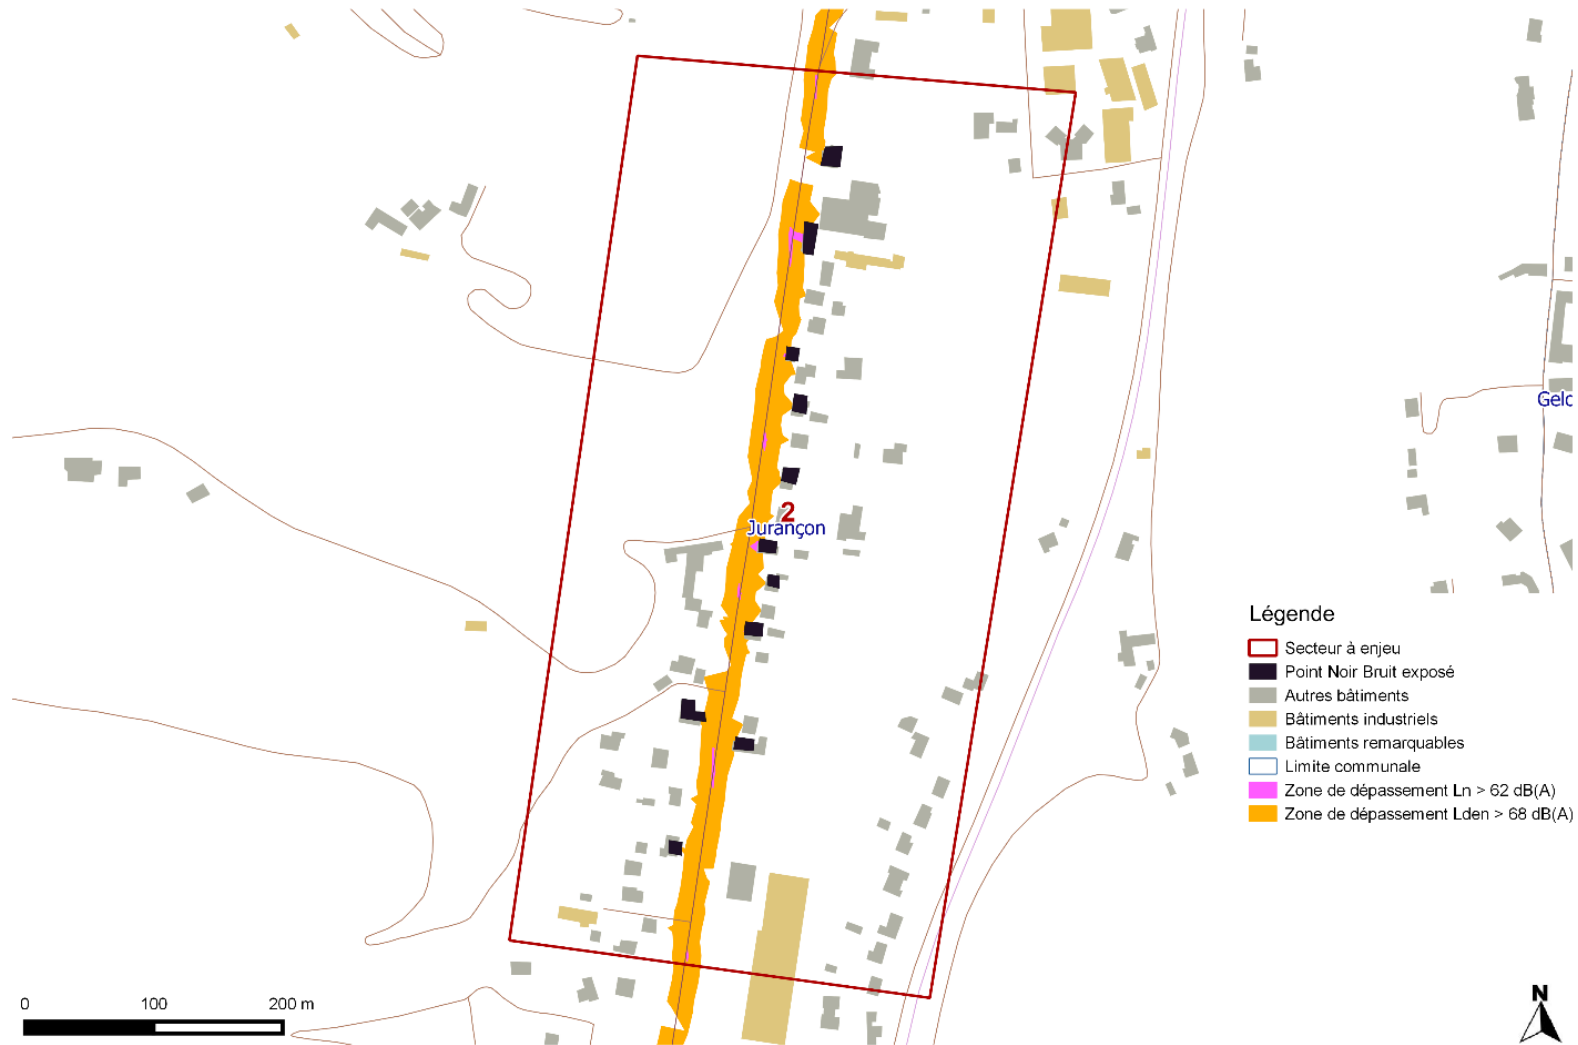 2
Jurançon
Gelc
Légende
Secteur à enjeu
Point Noir Bruit exposé
Autres bâtiments
Bâtiments industriels
Bâtiments remarquables
Limite communale
Zone de dépassement Ln > 62 dB(A)
Zone de dépassement Lden > 68 dB(A)
0 100 200 m
N